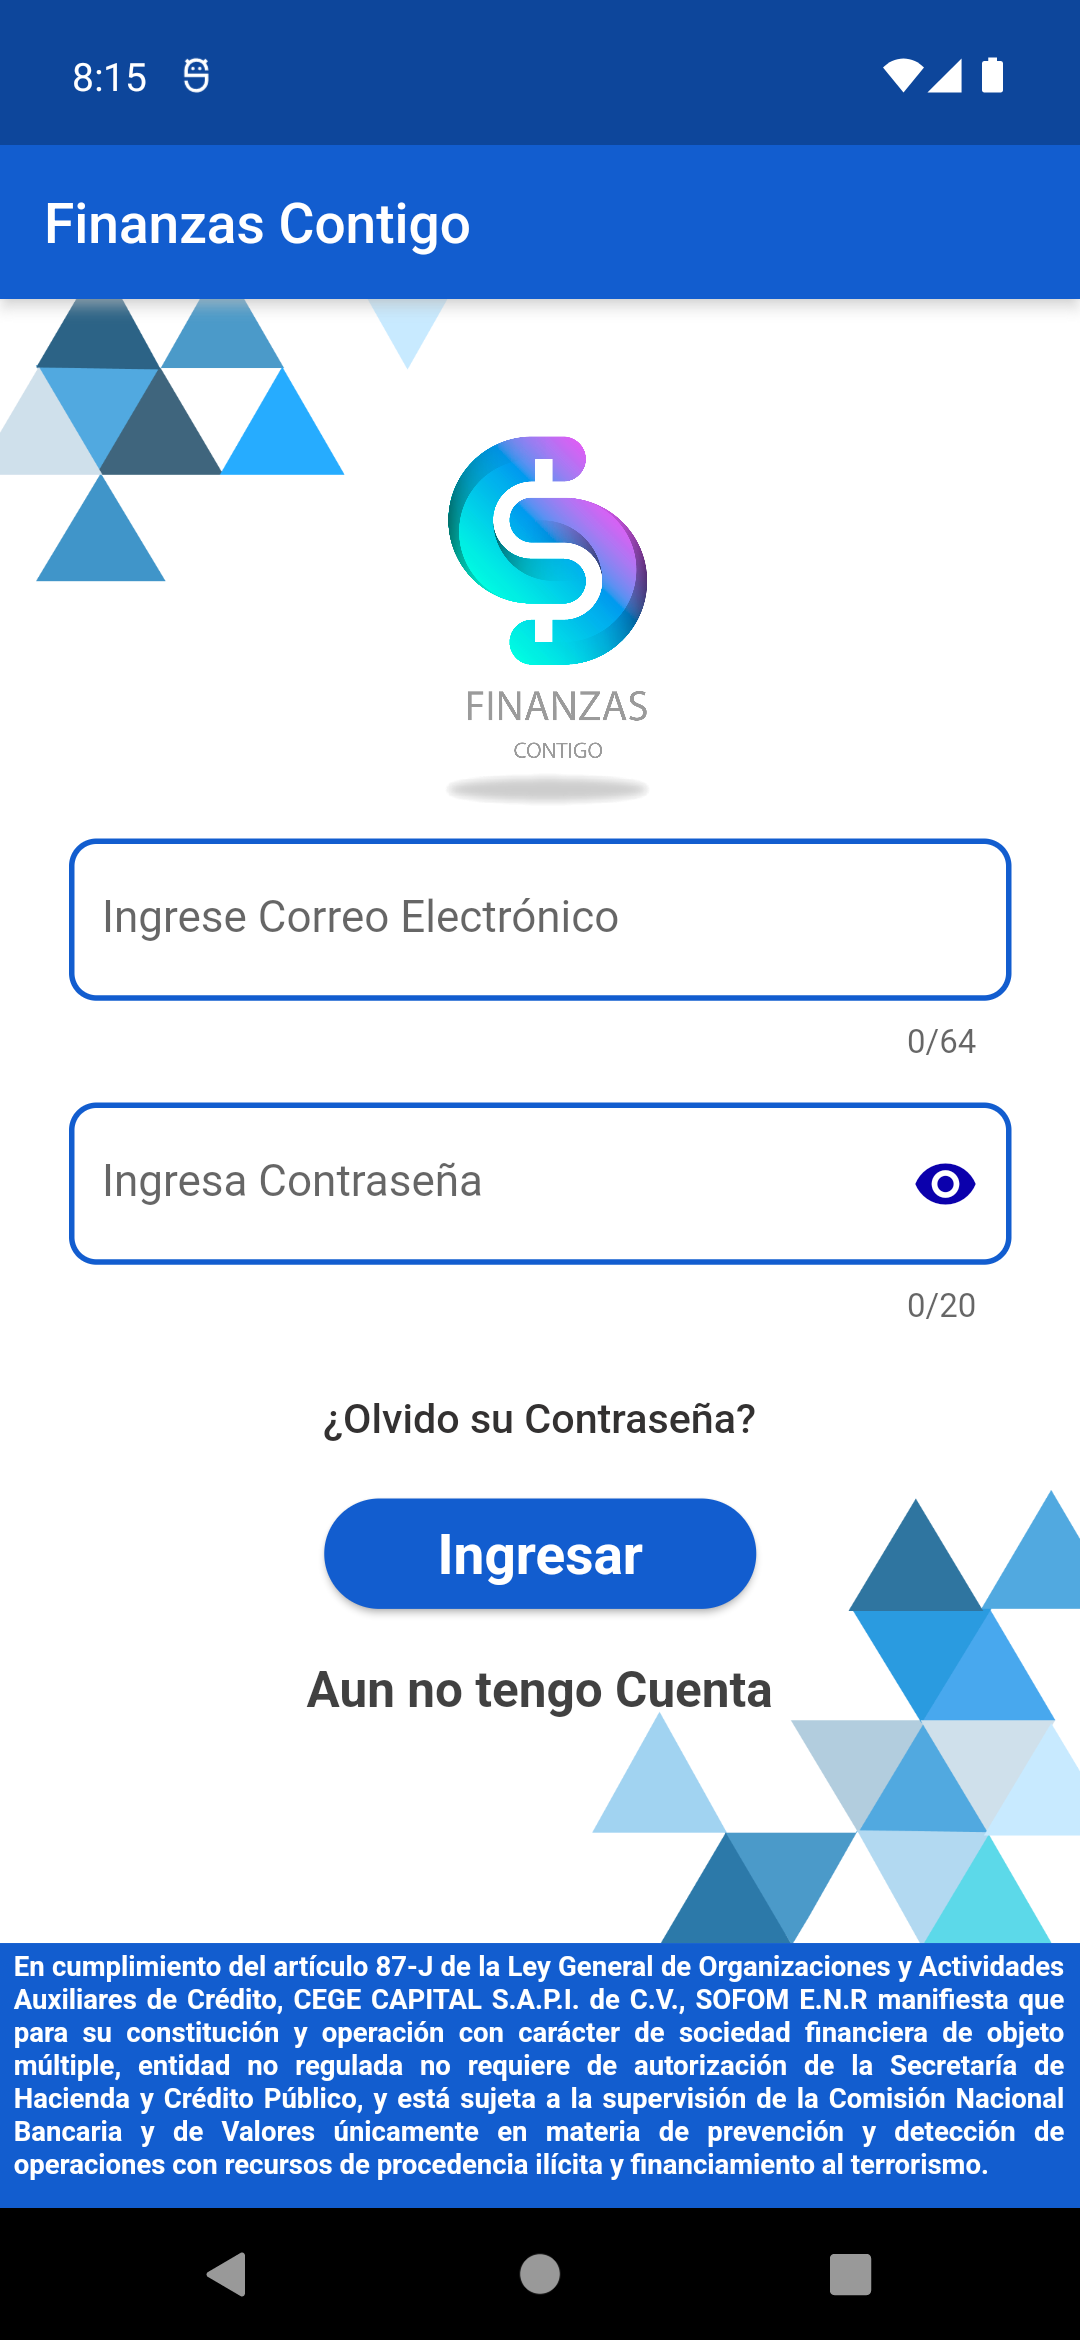 8:15
Finanzas Contigo
FINANZAS
CONTIGO
Ingrese Correo Electrónico
0/64
Ingresa Contraseña
0/20
¿Olvido su Contraseña?
Ingresar
Aun no tengo Cuenta
En cumplimiento del artículo 87-J de la Ley General de Organizaciones y Actividades
Auxiliares de Crédito, CEGE CAPITAL S.A.P.I. de C.V., SOFOM E.N.R manifiesta que
para su constitución y operación con carácter de sociedad financiera de objeto
múltiple, entidad no regulada no requiere de autorización de la Secretaría de
Hacienda y Crédito Público, y está sujeta a la supervisión de la Comisión Nacional
Bancaria y de Valores únicamente en materia de prevención y detección de
operaciones con recursos de procedencia ilícita y financiamiento al terrorismo.